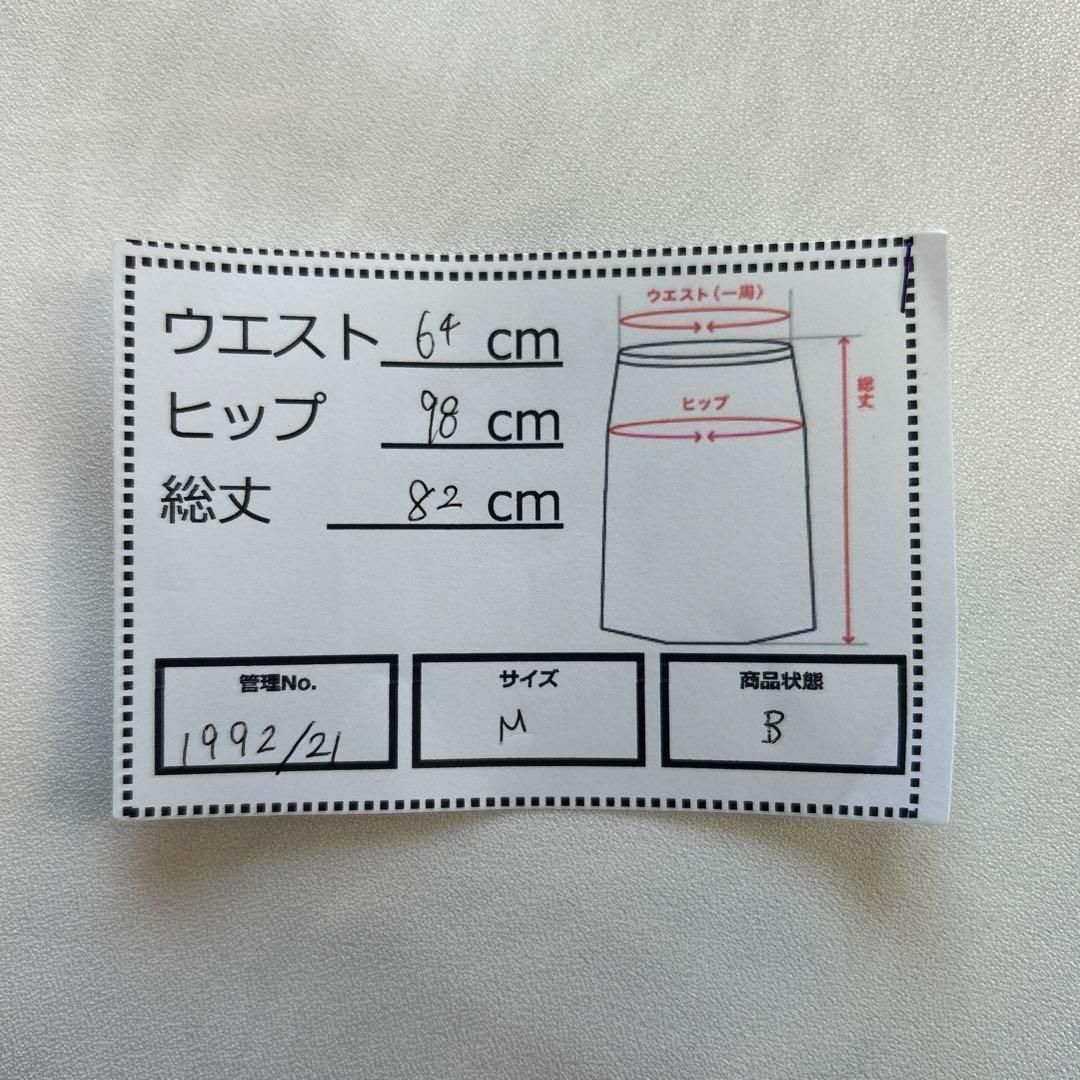 ウエスト 64 cm
ヒップ 98 cm
総丈 82 cm
ウエスト(一周)
ヒップ
総丈
管理No.
1992/21
サイズ
M
商品状態
B